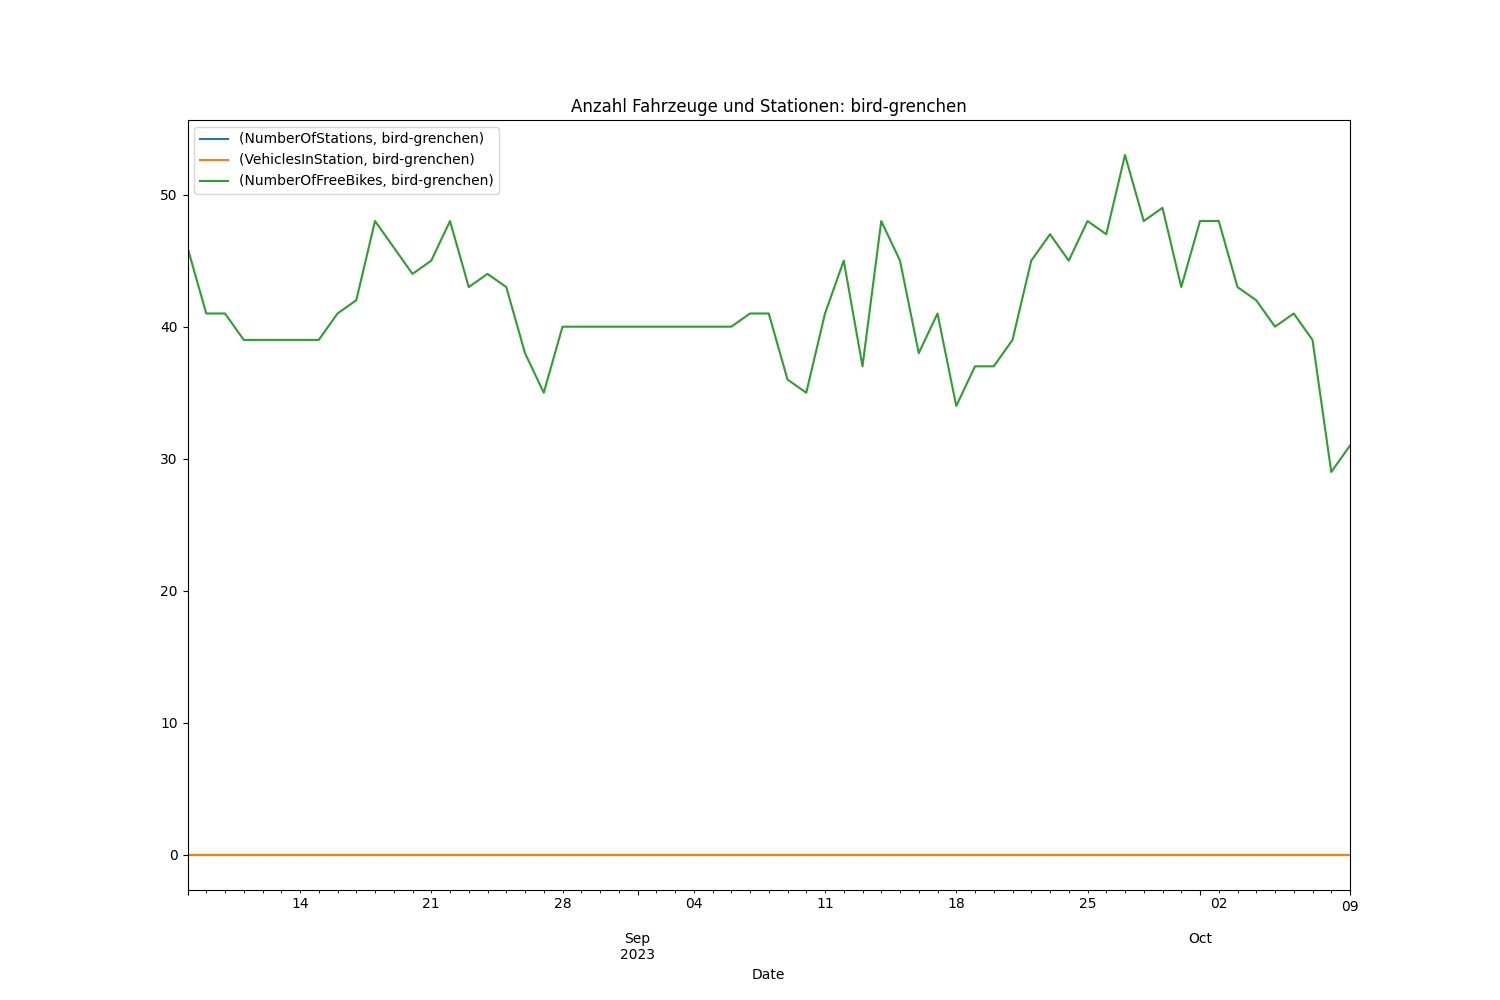 Anzahl Fahrzeuge und Stationen: bird-grenchen
(NumberOfStations, bird-grenchen)
(VehiclesInStation, bird-grenchen)
(NumberOfFreeBikes, bird-grenchen)
50
40
30
20
10
0
14 21 28 04 11 18 25 02 09
Sep Oct
2023
Date